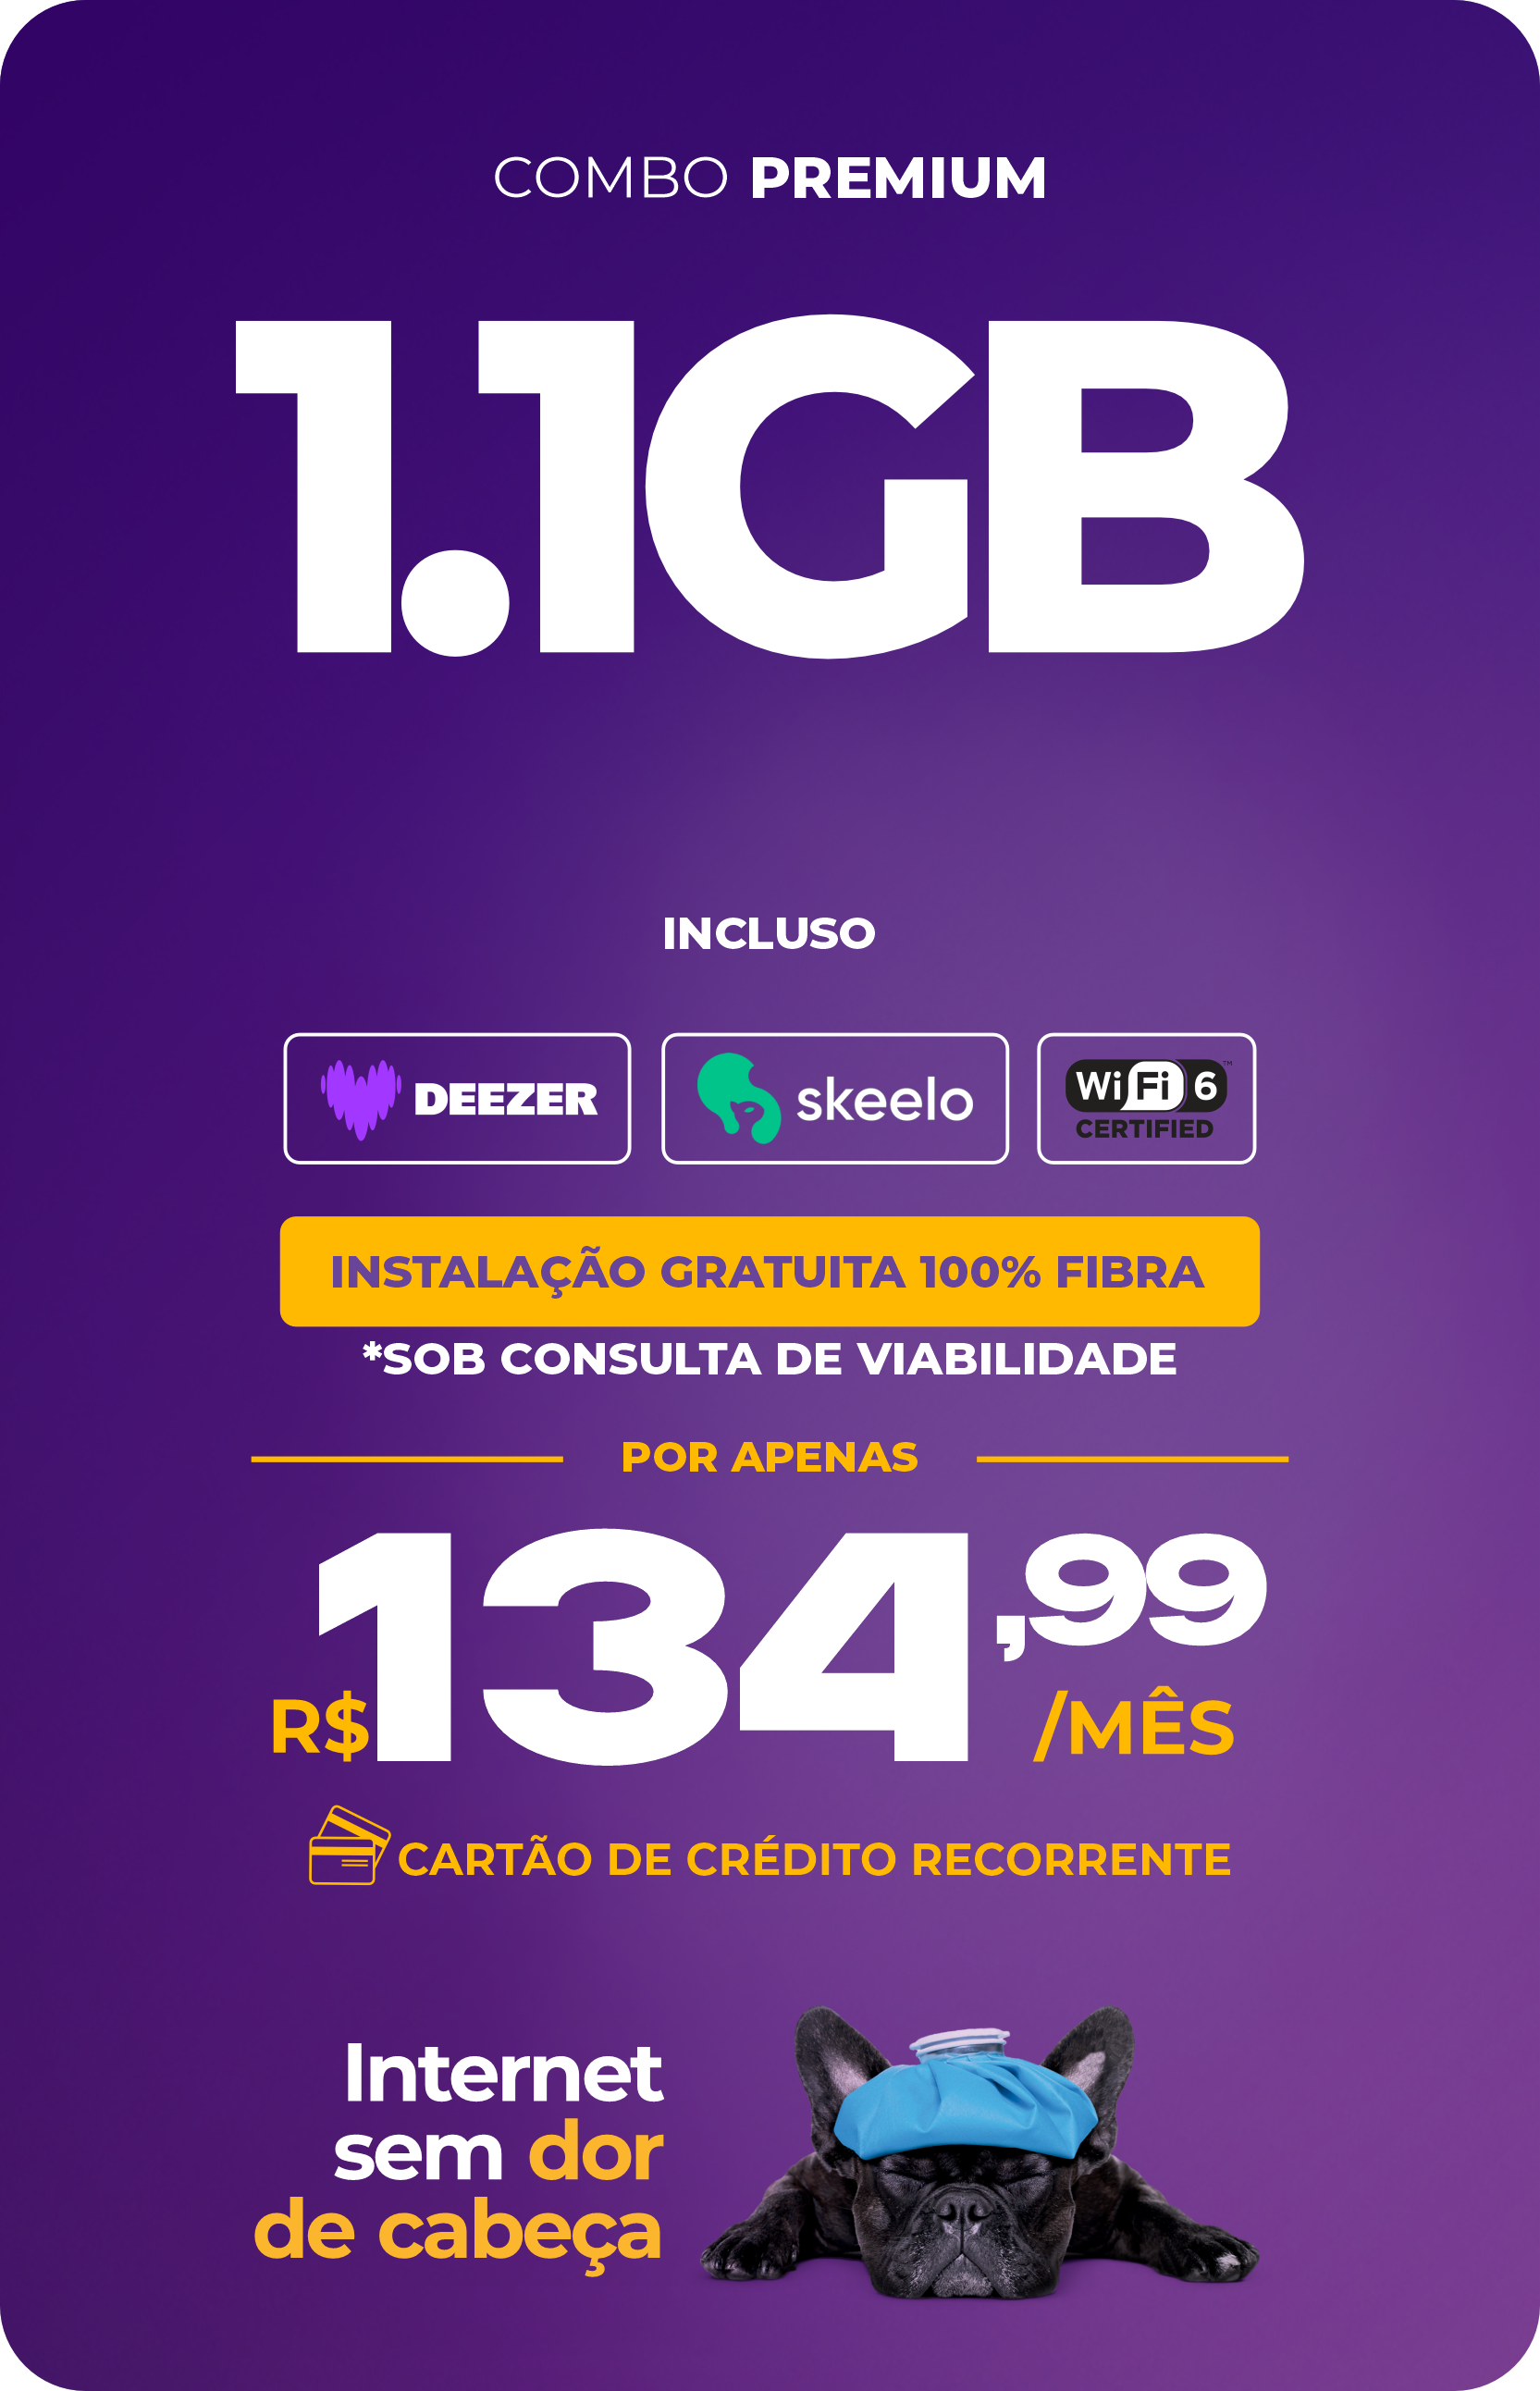 COMBO PREMIUM
1.1GB
INCLUSO
DEEZER
skeelo
Wi Fi 6 ™
CERTIFIED
INSTALAÇÃO GRATUITA 100% FIBRA
*SOB CONSULTA DE VIABILIDADE
POR APENAS
R$134,99/MÊS
CARTÃO DE CRÉDITO RECORRENTE
Internet
sem dor
de cabeça